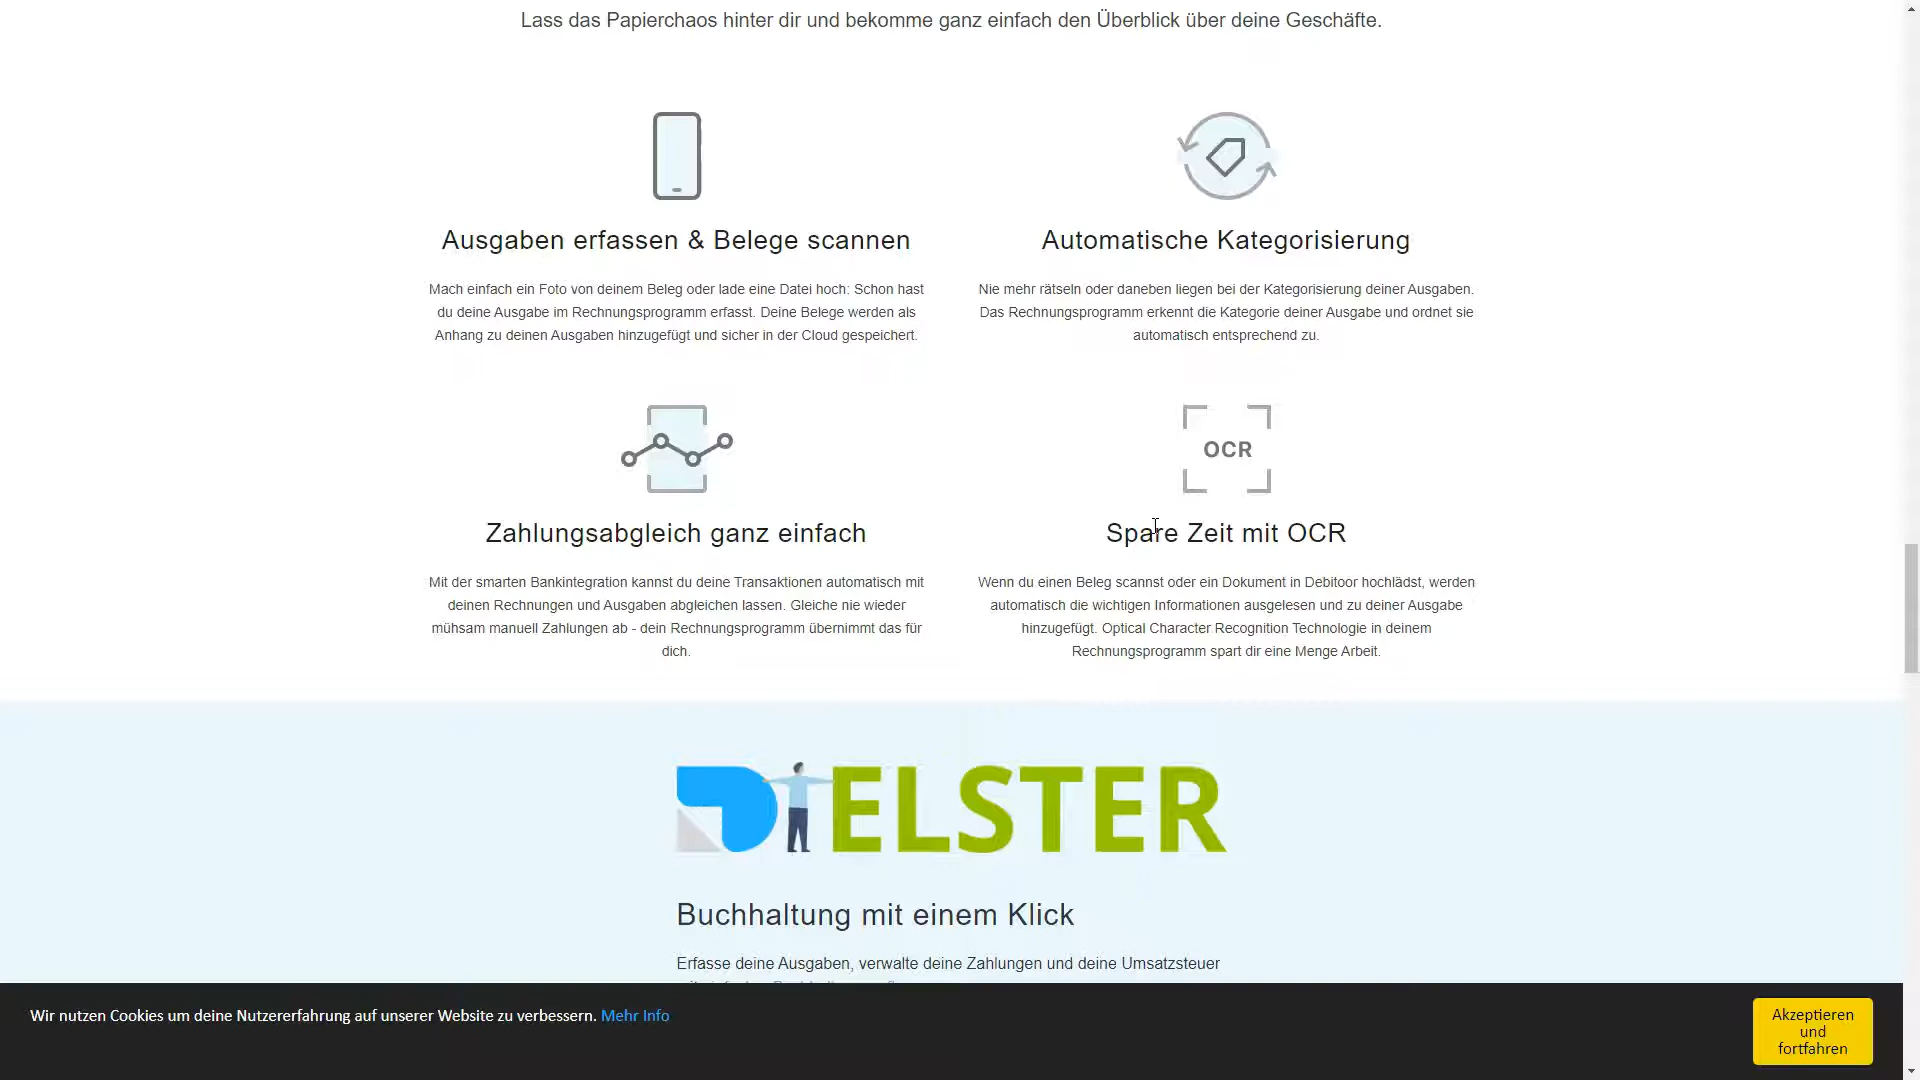 Lass das Papierchaos hinter dir und bekomme ganz einfach den Überblick über deine Geschäfte.
Ausgaben erfassen & Belege scannen
Mach einfach ein Foto von deinem Beleg oder lade eine Datei hoch: Schon hast
du deine Ausgabe im Rechnungsprogramm erfasst. Deine Belege werden als
Anhang zu deinen Ausgaben hinzugefügt und sicher in der Cloud gespeichert.
Automatische Kategorisierung
Nie mehr rätseln oder daneben liegen bei der Kategorisierung deiner Ausgaben.
Das Rechnungsprogramm erkennt die Kategorie deiner Ausgabe und ordnet sie
automatisch entsprechend zu.
Zahlungsabgleich ganz einfach
Mit der smarten Bankintegration kannst du deine Transaktionen automatisch mit
deinen Rechnungen und Ausgaben abgleichen lassen. Gleiche nie wieder
mühsam manuell Zahlungen ab - dein Rechnungsprogramm übernimmt das für
dich.
OCR
Spare Zeit mit OCR
Wenn du einen Beleg scannst oder ein Dokument in Debitoor hochlädst, werden
automatisch die wichtigen Informationen ausgelesen und zu deiner Ausgabe
hinzugefügt. Optical Character Recognition Technologie in deinem
Rechnungsprogramm spart dir eine Menge Arbeit.
ELSTER
Buchhaltung mit einem Klick
Erfasse deine Ausgaben, verwalte deine Zahlungen und deine Umsatzsteuer
Wir nutzen Cookies um deine Nutzererfahrung auf unserer Website zu verbessern. Mehr Info
Akzeptieren
und
fortfahren